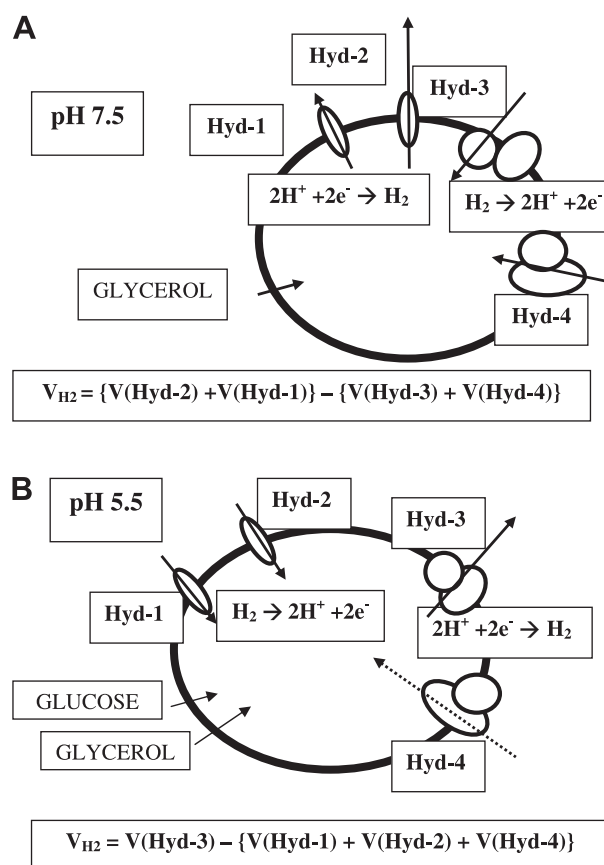 A
Hyd-2
Hyd-3
pH 7.5
Hyd-1
2H⁺ +2e⁻ → H₂
H₂ → 2H⁺ +2e⁻
GLYCEROL
Hyd-4
V_H2 = {V(Hyd-2) +V(Hyd-1)} – {V(Hyd-3) + V(Hyd-4)}
B
pH 5.5
Hyd-2
Hyd-3
Hyd-1
H₂ → 2H⁺ +2e⁻
2H⁺ +2e⁻ → H₂
GLUCOSE
GLYCEROL
Hyd-4
V_H2 = V(Hyd-3) – {V(Hyd-1) + V(Hyd-2) + V(Hyd-4)}